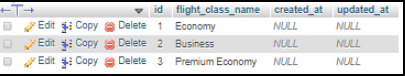 id flight_class_name created_at updated_at
Edit Copy Delete 1 Economy NULL NULL
Edit Copy Delete 2 Business NULL NULL
Edit Copy Delete 3 Premium Economy NULL NULL